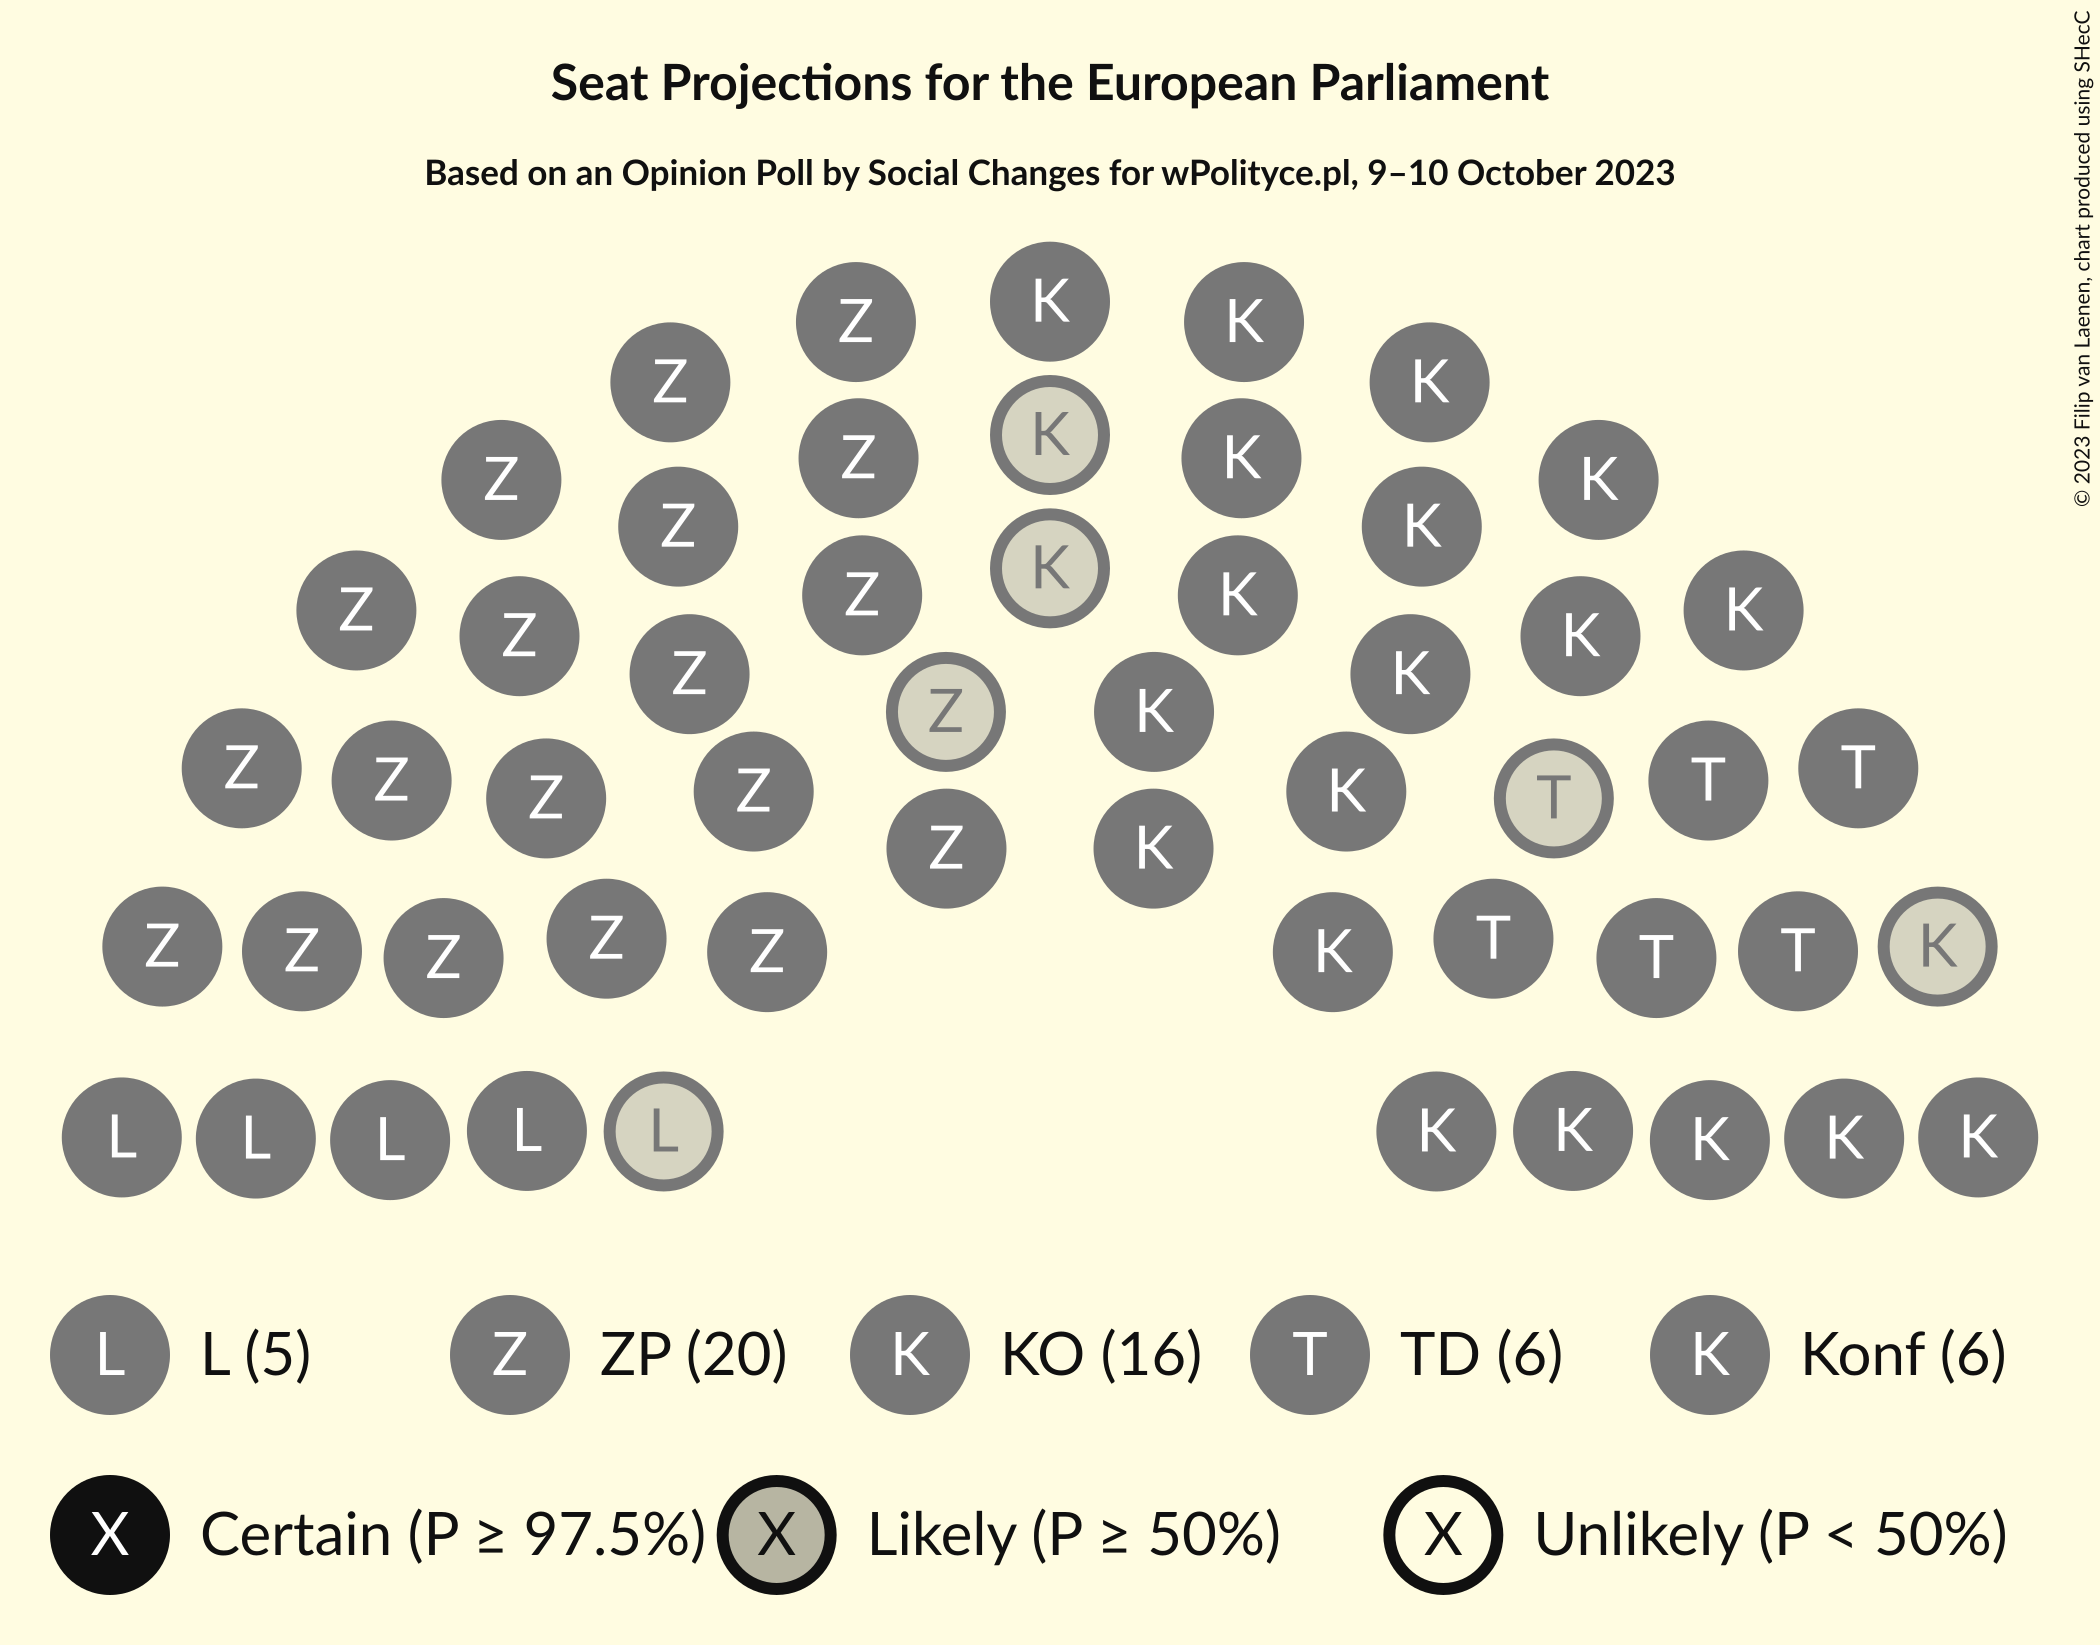 Seat Projections for the European Parliament
Based on an Opinion Poll by Social Changes for wPolityce.pl, 9–10 October 2023
© 2023 Filip van Laenen, chart produced using SHecC
K
Z K
Z K
K
Z K
Z K
Z K
K
Z K
Z K
Z K
Z K
Z K
Z K
Z T T
Z Z Z K T
Z K
Z K
Z Z Z Z Z K T T T K
L L L L L K K K K K
L L (5) Z ZP (20) K KO (16) T TD (6) K Konf (6)
X Certain (P ≥ 97.5%) X Likely (P ≥ 50%) X Unlikely (P < 50%)